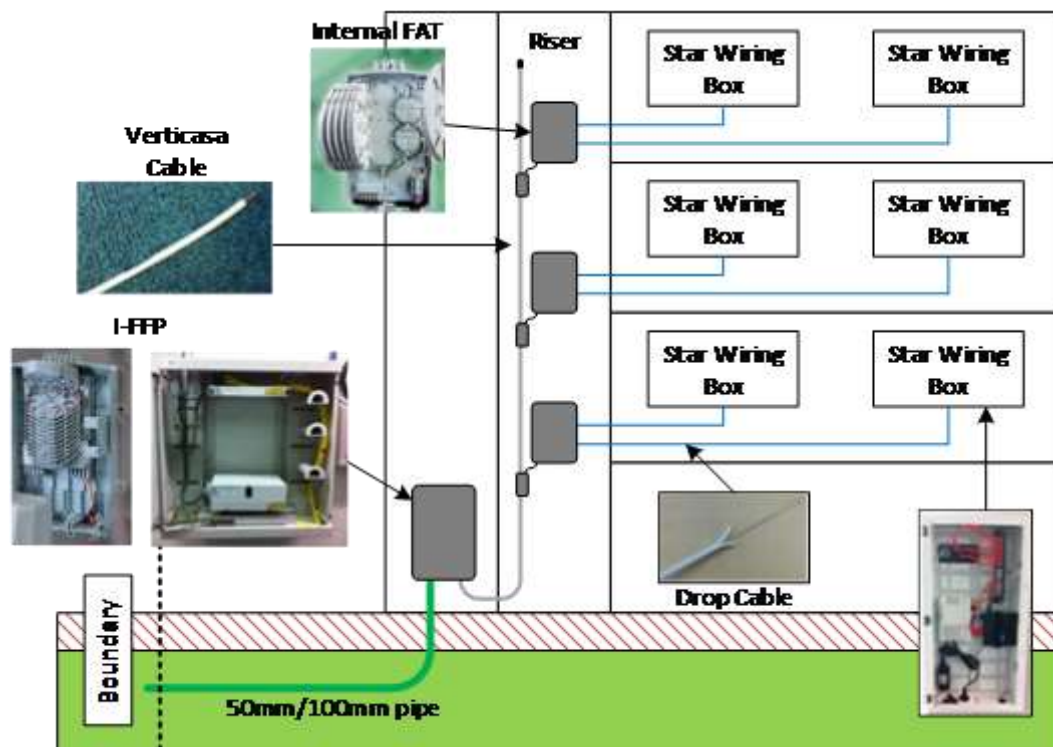 Internal FAT
Riser
Star Wiring
Box
Star Wiring
Box
Verticasa
Cable
Star Wiring
Box
Star Wiring
Box
I-FFP
Star Wiring
Box
Star Wiring
Box
Drop Cable
Boundary
50mm/100mm pipe